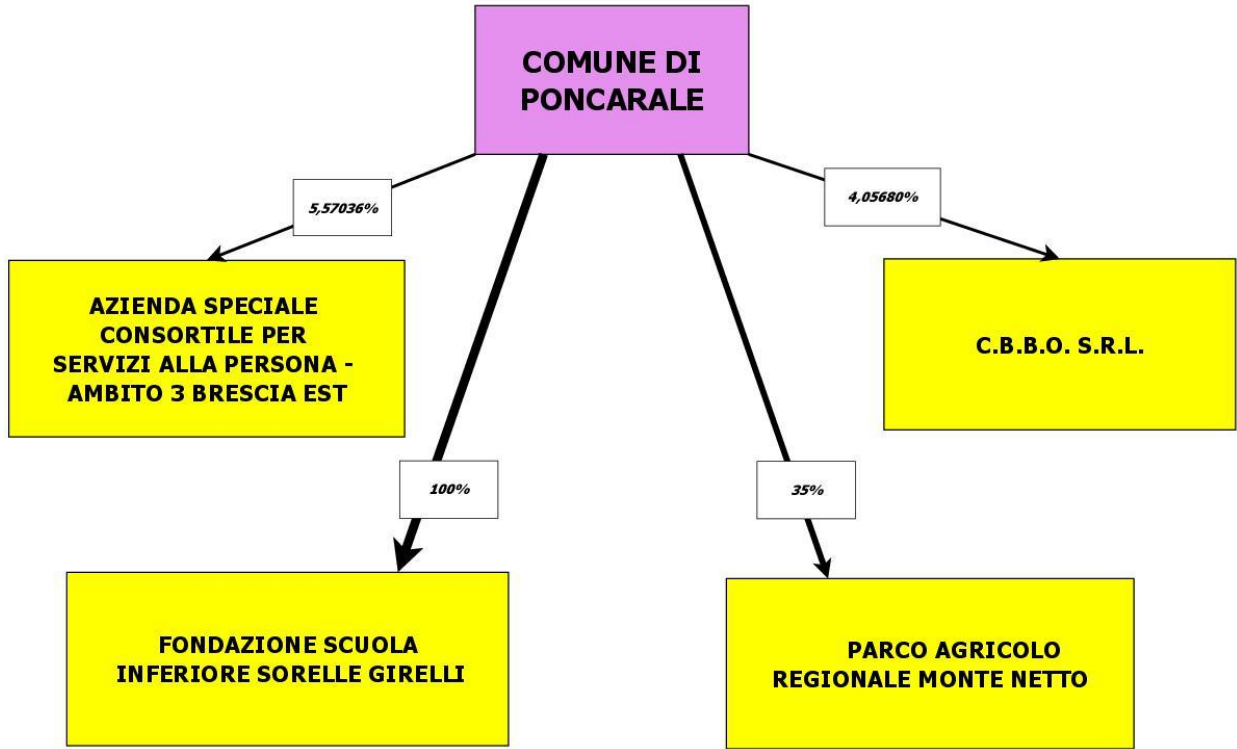 COMUNE DI
PONCARALE
5,57036%
4,05680%
AZIENDA SPECIALE
CONSORTILE PER
SERVIZI ALLA PERSONA -
AMBITO 3 BRESCIA EST
C.B.B.O. S.R.L.
100%
35%
FONDAZIONE SCUOLA
INFERIORE SORELLE GIRELLI
PARCO AGRICOLO
REGIONALE MONTE NETTO